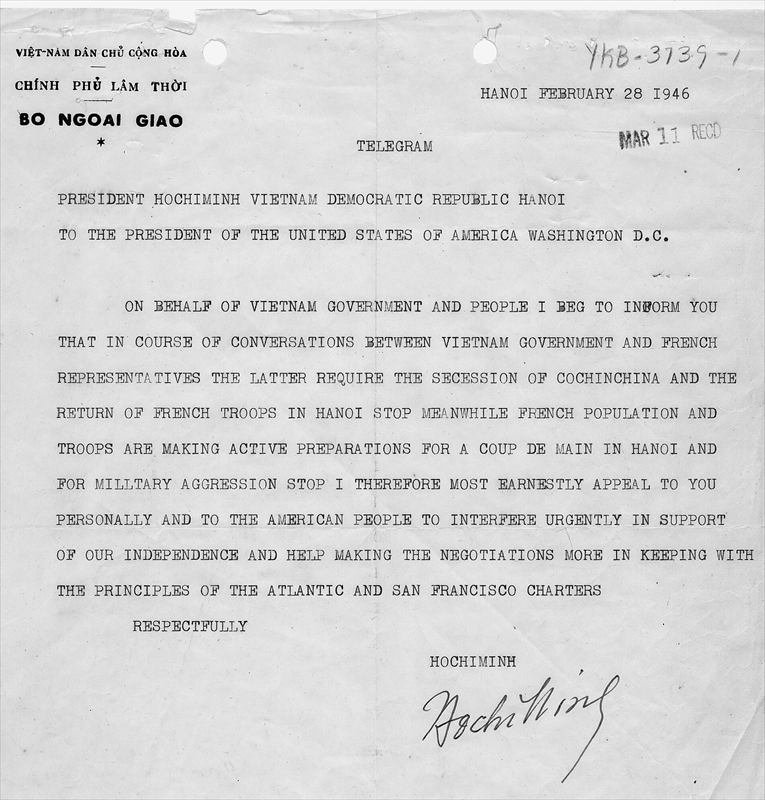 VIỆT-NAM DÂN CHỦ CỘNG HÒA
CHÍNH PHỦ LÂM THỜI
BO NGOAI GIAO
*
YKB-3739-1
HANOI FEBRUARY 28 1946
MAR 11 RECD
TELEGRAM
PRESIDENT HOCHIMINH VIETNAM DEMOCRATIC REPUBLIC HANOI
TO THE PRESIDENT OF THE UNITED STATES OF AMERICA WASHINGTON D.C.
ON BEHALF OF VIETNAM GOVERNMENT AND PEOPLE I BEG TO INFORM YOU
THAT IN COURSE OF CONVERSATIONS BETWEEN VIETNAM GOVERNMENT AND FRENCH
REPRESENTATIVES THE LATTER REQUIRE THE SECESSION OF COCHINCHINA AND THE
RETURN OF FRENCH TROOPS IN HANOI STOP MEANWHILE FRENCH POPULATION AND
TROOPS ARE MAKING ACTIVE PREPARATIONS FOR A COUP DE MAIN IN HANOI AND
FOR MILLTARY AGGRESSION STOP I THEREFORE MOST EARNESTLY APPEAL TO YOU
PERSONALLY AND TO THE AMERICAN PEOPLE TO INTERFERE URGENTLY IN SUPPORT
OF OUR INDEPENDENCE AND HELP MAKING THE NEGOTIATIONS MORE IN KEEPING WITH
THE PRINCIPLES OF THE ATLANTIC AND SAN FRANCISCO CHARTERS
RESPECTFULLY
HOCHIMINH
HochiMinh